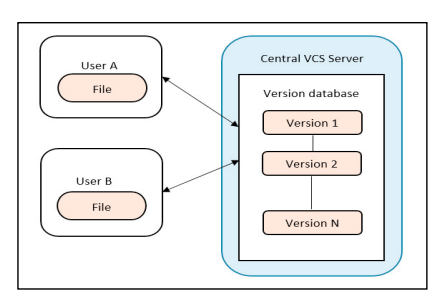 User A
File
User B
File
Central VCS Server
Version database
Version 1
Version 2
Version N